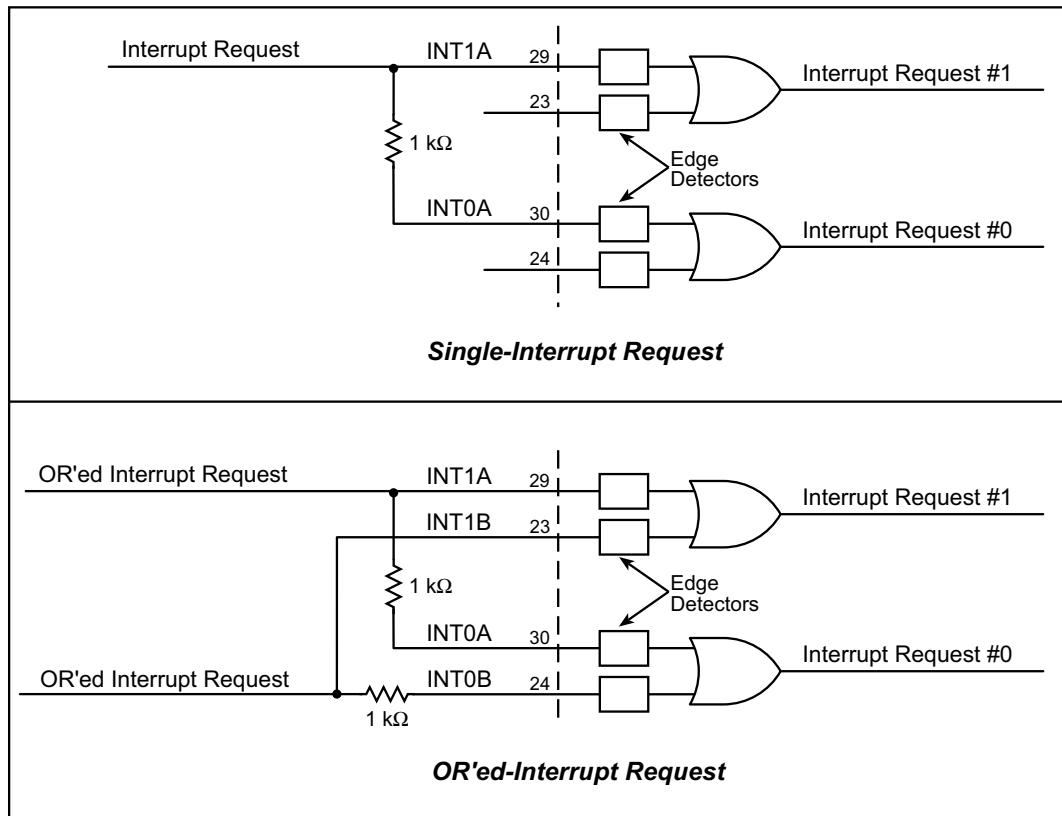 Interrupt Request
INT1A
29
Interrupt Request #1
23
1 kΩ
Edge
Detectors
INT0A
30
Interrupt Request #0
24
Single-Interrupt Request
OR'ed Interrupt Request
INT1A
29
Interrupt Request #1
INT1B
23
1 kΩ
Edge
Detectors
INT0A
30
Interrupt Request #0
OR'ed Interrupt Request
INT0B
24
1 kΩ
OR'ed-Interrupt Request